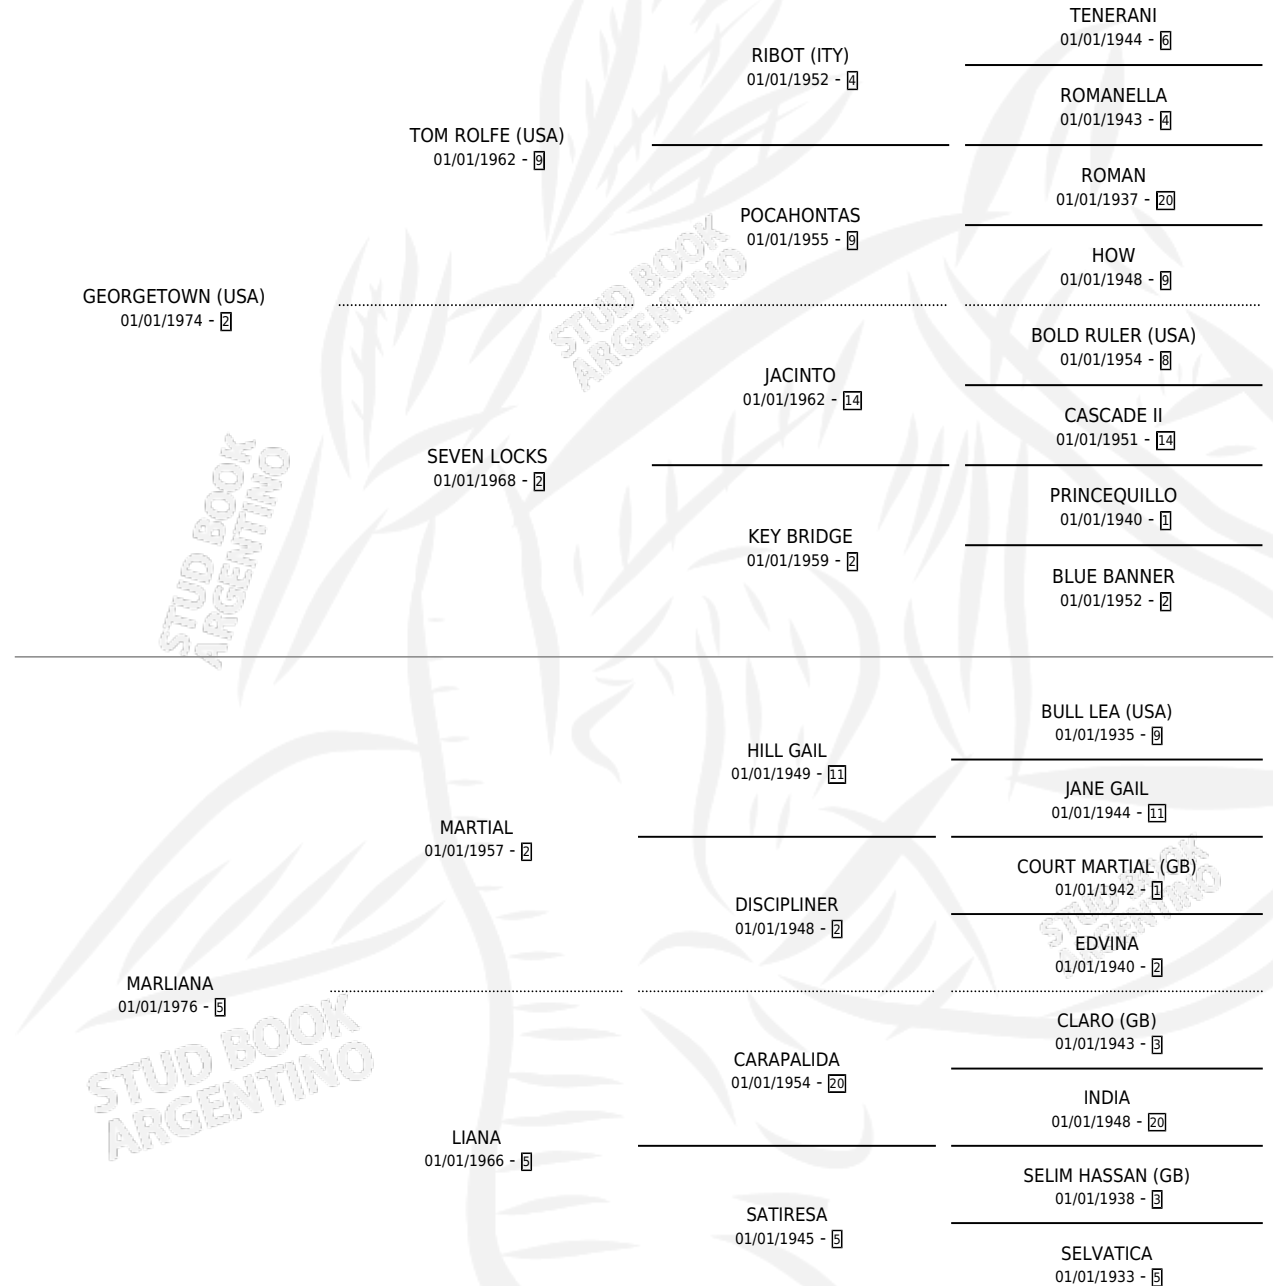 GEORGETOWN (USA)
01/01/1974 - 2
TOM ROLFE (USA)
01/01/1962 - 9
SEVEN LOCKS
01/01/1968 - 2
RIBOT (ITY)
01/01/1952 - 4
POCAHONTAS
01/01/1955 - 9
JACINTO
01/01/1962 - 14
KEY BRIDGE
01/01/1959 - 2
TENERANI
01/01/1944 - 6
ROMANELLA
01/01/1943 - 4
ROMAN
01/01/1937 - 20
HOW
01/01/1948 - 9
BOLD RULER (USA)
01/01/1954 - 8
CASCADE II
01/01/1951 - 14
PRINCEQUILLO
01/01/1940 - 1
BLUE BANNER
01/01/1952 - 2
MARLIANA
01/01/1976 - 5
MARTIAL
01/01/1957 - 2
LIANA
01/01/1966 - 5
HILL GAIL
01/01/1949 - 11
DISCIPLINER
01/01/1948 - 2
CARAPALIDA
01/01/1954 - 20
SATIRESA
01/01/1945 - 5
BULL LEA (USA)
01/01/1935 - 9
JANE GAIL
01/01/1944 - 11
COURT MARTIAL (GB)
01/01/1942 - 1
EDVINA
01/01/1940 - 2
CLARO (GB)
01/01/1943 - 3
INDIA
01/01/1948 - 20
SELIM HASSAN (GB)
01/01/1938 - 3
SELVATICA
01/01/1933 - 5
STUD BOOK
ARGENTINO
STUD BOOK
ARGENTINO
STUD BOOK
ARGENTINO
STUD BOOK
ARGENTINO